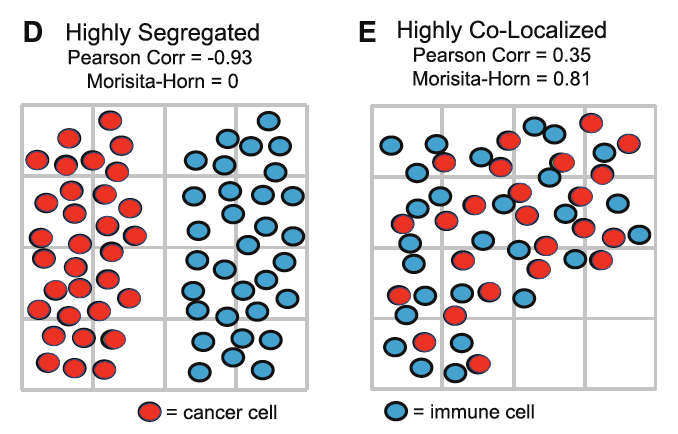 D Highly Segregated
Pearson Corr = -0.93
Morisita-Horn = 0
E Highly Co-Localized
Pearson Corr = 0.35
Morisita-Horn = 0.81
= cancer cell
= immune cell